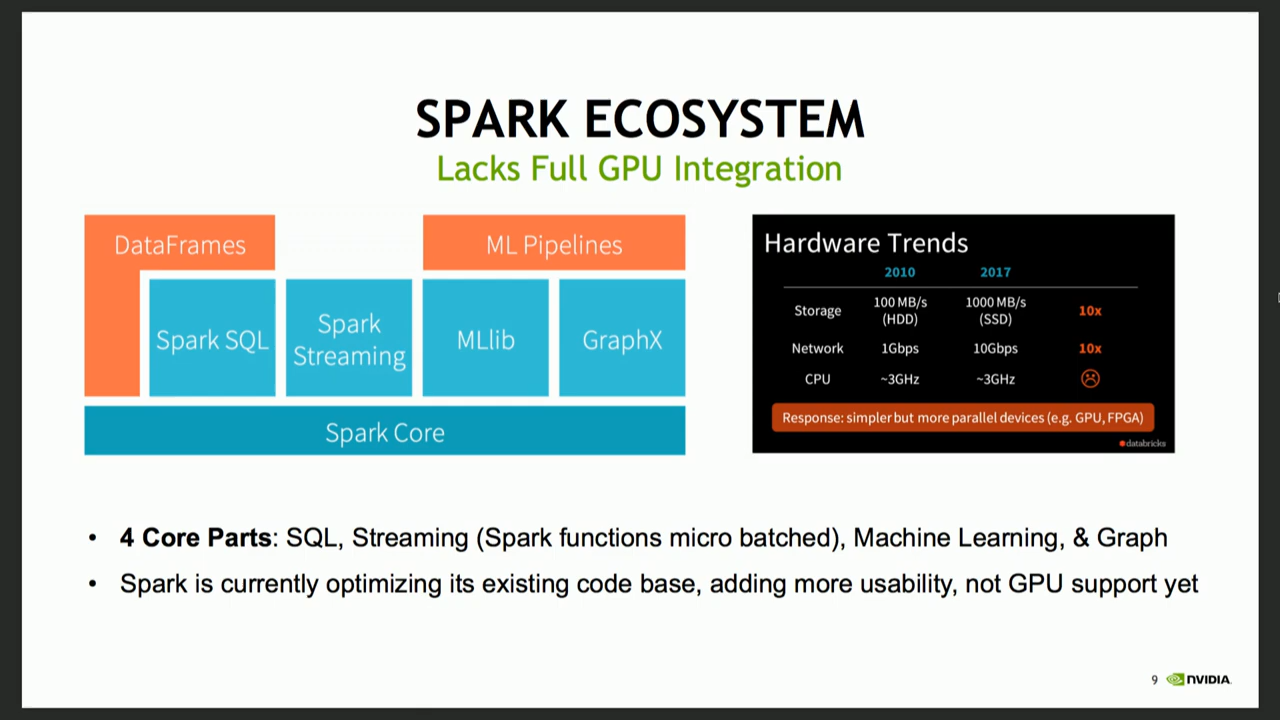 SPARK ECOSYSTEM
Lacks Full GPU Integration
DataFrames
ML Pipelines
Spark SQL
Spark
Streaming
MLlib
GraphX
Spark Core
Hardware Trends
2010 2017
Storage 100 MB/s (HDD) 1000 MB/s (SSD) 10x
Network 1Gbps 10Gbps 10x
CPU ~3GHz ~3GHz ☹
Response: simpler but more parallel devices (e.g. GPU, FPGA)
databricks
• 4 Core Parts: SQL, Streaming (Spark functions micro batched), Machine Learning, & Graph
• Spark is currently optimizing its existing code base, adding more usability, not GPU support yet
9 NVIDIA.